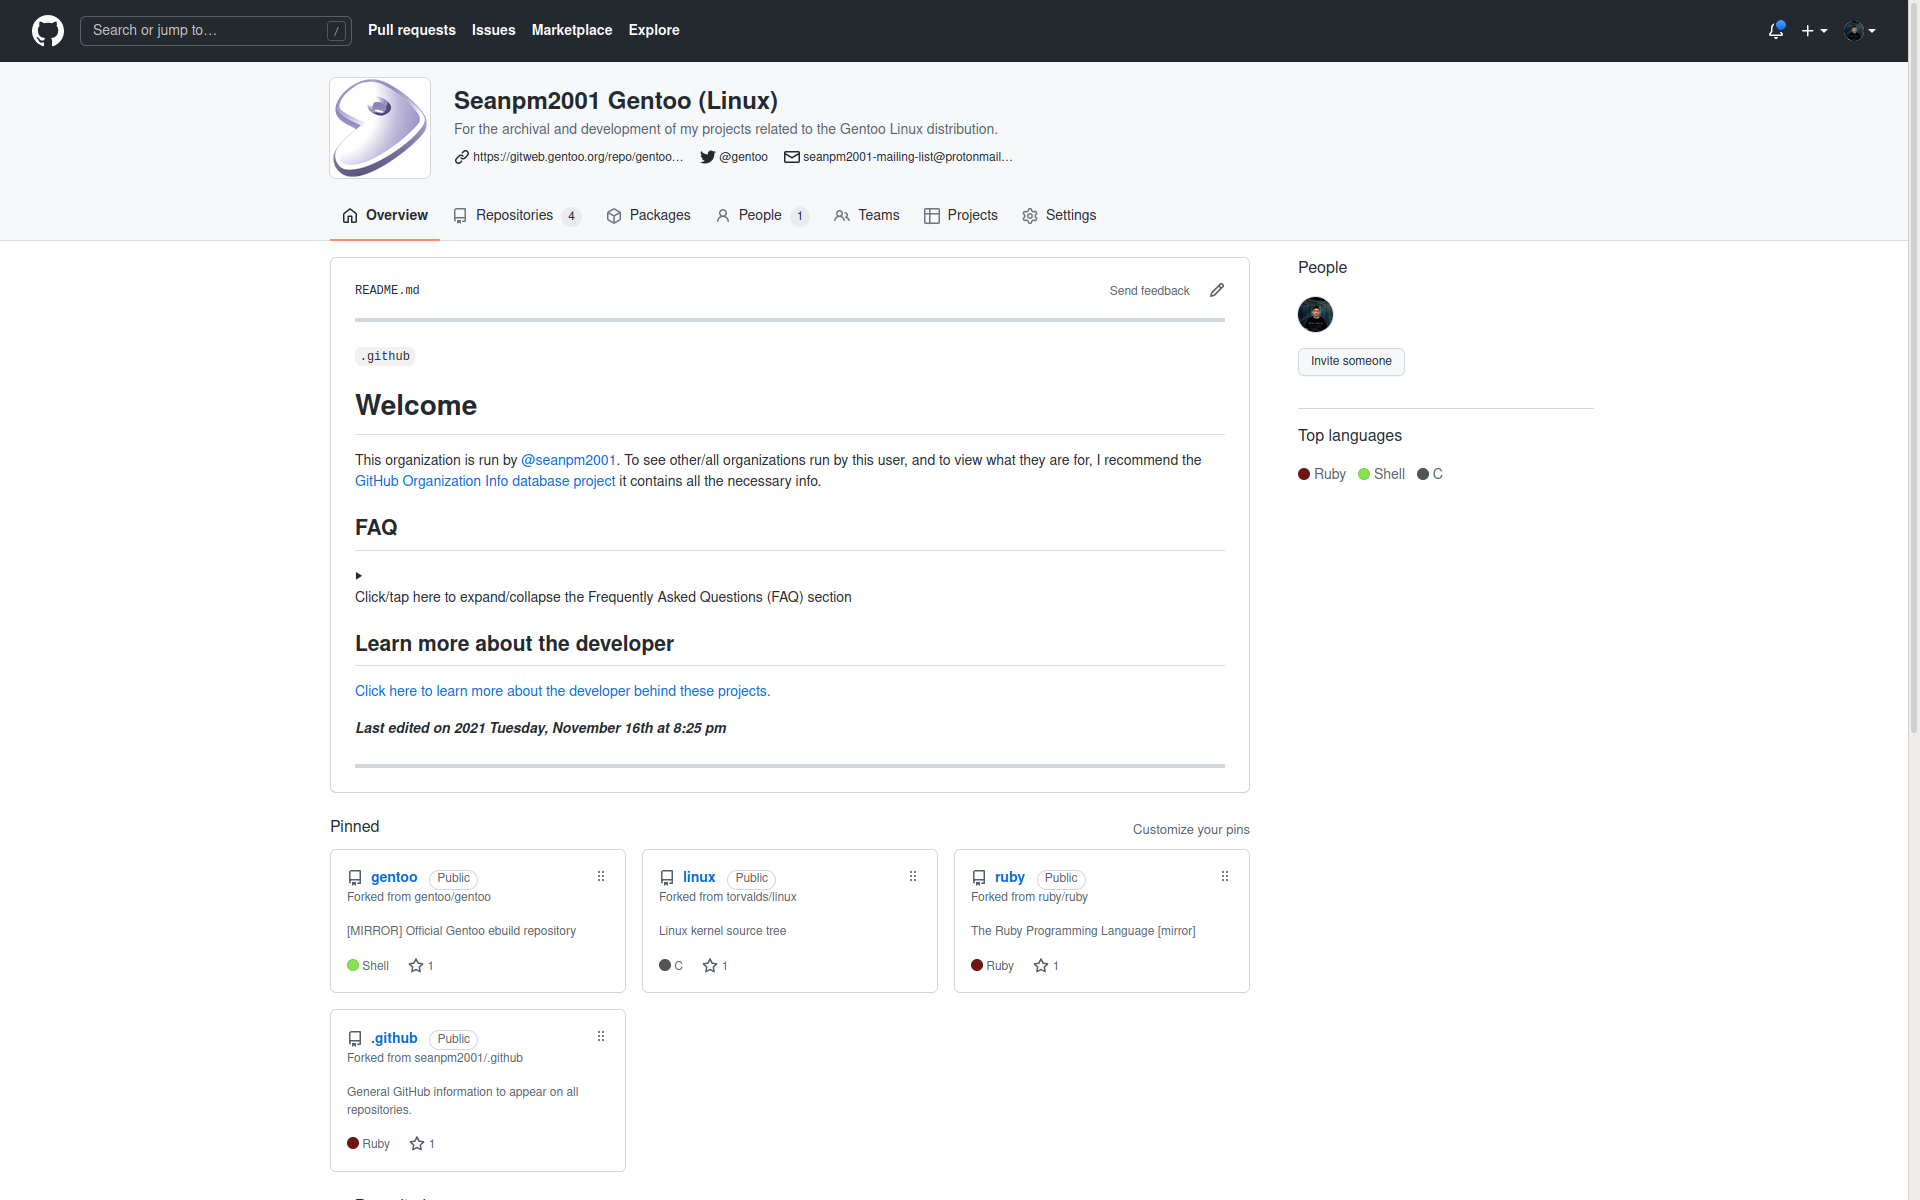 Search or jump to… /
Pull requests Issues Marketplace Explore
Seanpm2001 Gentoo (Linux)
For the archival and development of my projects related to the Gentoo Linux distribution.
https://gitweb.gentoo.org/repo/gentoo… @gentoo seanpm2001-mailing-list@protonmail…
Overview Repositories 4 Packages People 1 Teams Projects Settings
README.md Send feedback
.github
Welcome
This organization is run by @seanpm2001. To see other/all organizations run by this user, and to view what they are for, I recommend the
GitHub Organization Info database project it contains all the necessary info.
FAQ
Click/tap here to expand/collapse the Frequently Asked Questions (FAQ) section
Learn more about the developer
Click here to learn more about the developer behind these projects.
Last edited on 2021 Tuesday, November 16th at 8:25 pm
People
Invite someone
Top languages
Ruby Shell C
Pinned Customize your pins
gentoo Public
Forked from gentoo/gentoo
[MIRROR] Official Gentoo ebuild repository
Shell 1
linux Public
Forked from torvalds/linux
Linux kernel source tree
C 1
ruby Public
Forked from ruby/ruby
The Ruby Programming Language [mirror]
Ruby 1
.github Public
Forked from seanpm2001/.github
General GitHub information to appear on all
repositories.
Ruby 1